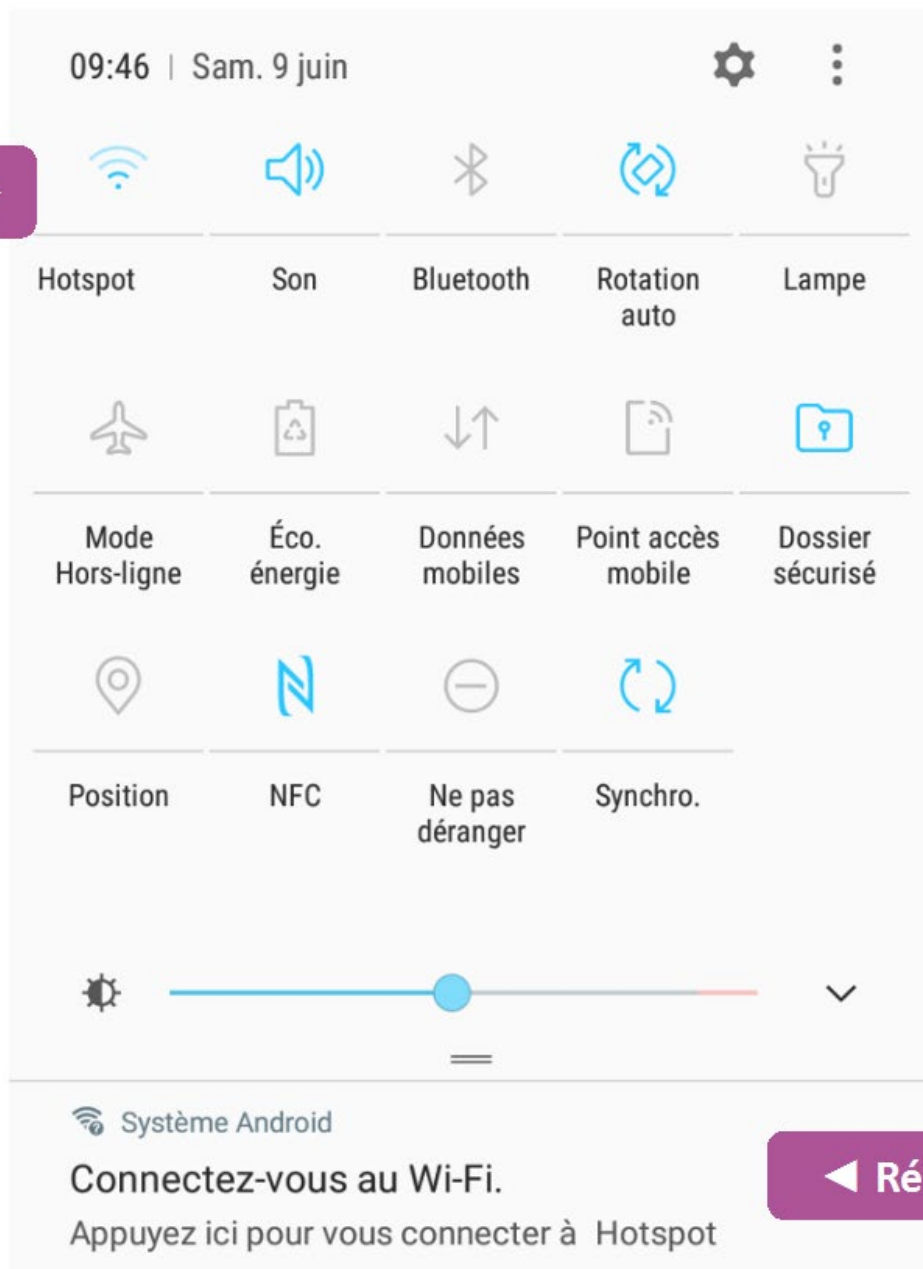 09:46 | Sam. 9 juin
Hotspot Son Bluetooth Rotation auto Lampe
Mode Hors-ligne Éco. énergie Données mobiles Point accès mobile Dossier sécurisé
Position NFC Ne pas déranger Synchro.
Système Android
Connectez-vous au Wi-Fi.
◄ Ré
Appuyez ici pour vous connecter à Hotspot